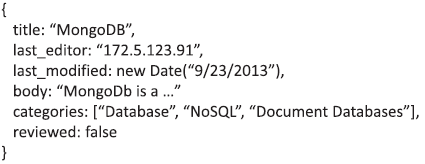 {
title: “MongoDB”,
last_editor: “172.5.123.91”,
last_modified: new Date(“9/23/2013”),
body: “MongoDb is a ...”
categories: [“Database”, “NoSQL”, “Document Databases”],
reviewed: false
}